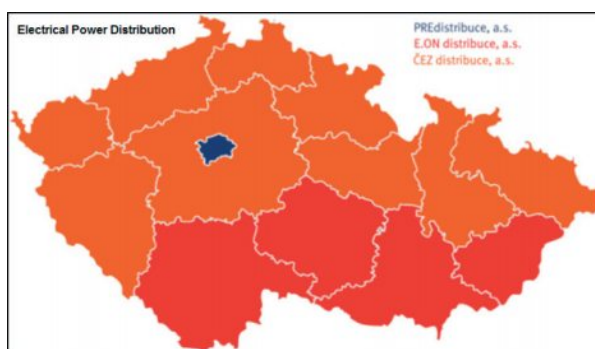 Electrical Power Distribution
PREdistribuce, a.s.
E.ON distribuce, a.s.
ČEZ distribuce, a.s.